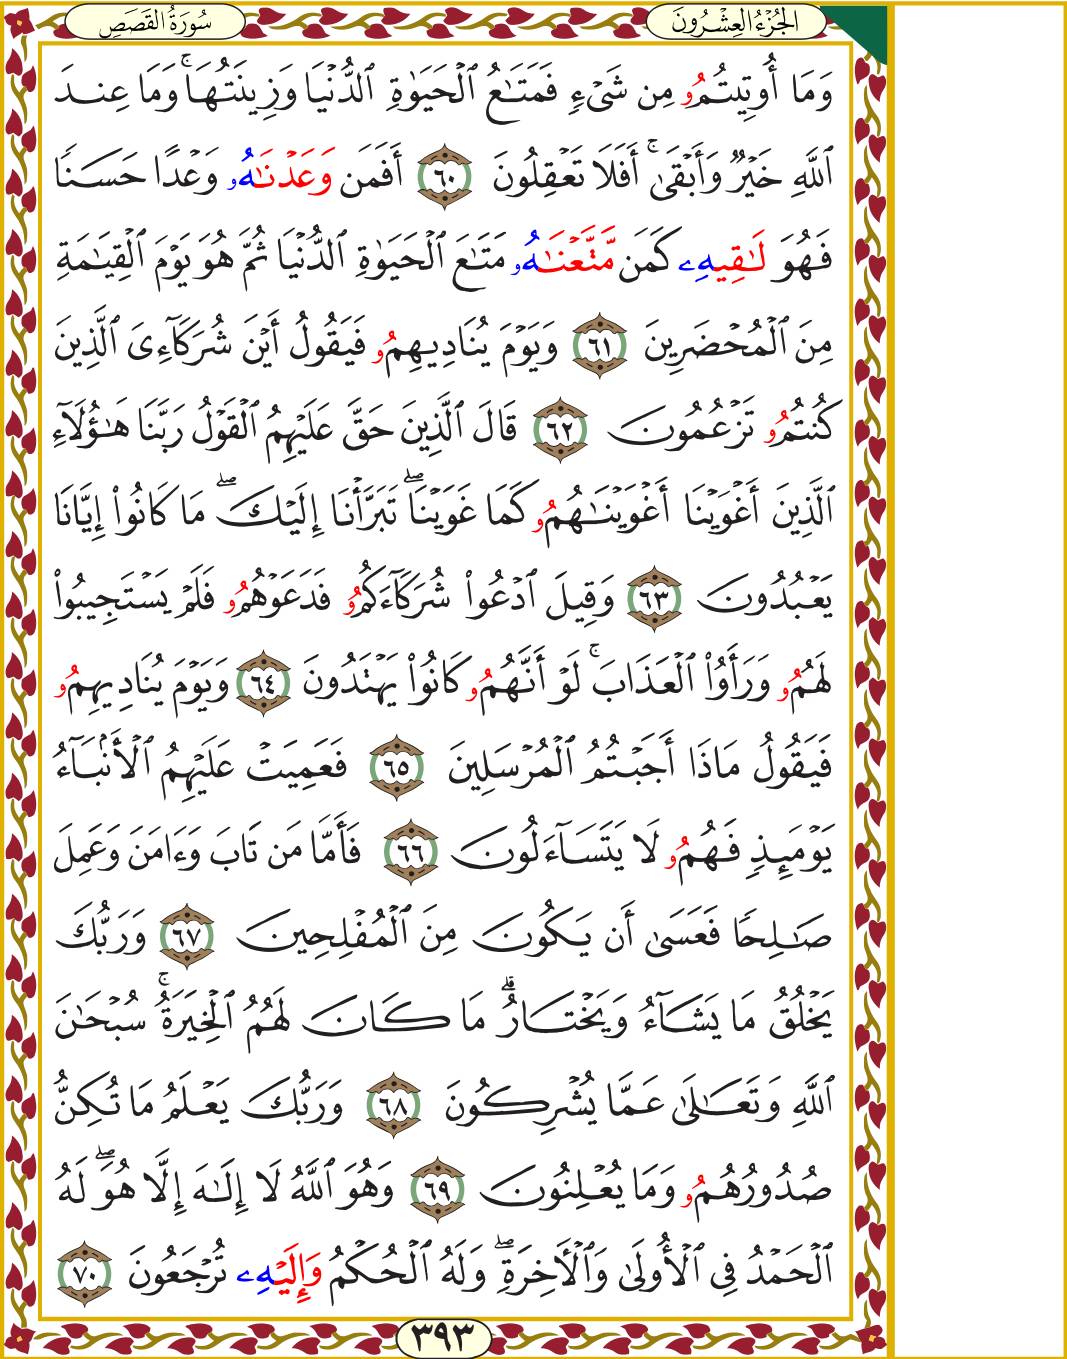 سُورَةُ القَصَصِ
الجُزْءُ العِشْرُونَ
وَمَا أُوتِيتُمُۥ مِن شَىْءٍ فَمَتَـٰعُ ٱلْحَيَوٰةِ ٱلدُّنْيَا وَزِينَتُهَا ۚ وَمَا عِندَ
ٱللَّهِ خَيْرٌ وَأَبْقَىٰٓ ۚ أَفَلَا تَعْقِلُونَ ٦٠ أَفَمَن وَعَدْنَـٰهُۥ وَعْدًا حَسَنًا
فَهُوَ لَـٰقِيهِۦ كَمَن مَّتَّعْنَـٰهُۥ مَتَـٰعَ ٱلْحَيَوٰةِ ٱلدُّنْيَا ثُمَّ هُوَ يَوْمَ ٱلْقِيَـٰمَةِ
مِنَ ٱلْمُحْضَرِينَ ٦١ وَيَوْمَ يُنَادِيهِمُۥ فَيَقُولُ أَيْنَ شُرَكَآءِىَ ٱلَّذِينَ
كُنتُمُۥ تَزْعُمُونَ ٦٢ قَالَ ٱلَّذِينَ حَقَّ عَلَيْهِمُ ٱلْقَوْلُ رَبَّنَا هَـٰٓؤُلَآءِ
ٱلَّذِينَ أَغْوَيْنَا أَغْوَيْنَـٰهُمُۥ كَمَا غَوَيْنَا ۖ تَبَرَّأْنَا إِلَيْكَ ۖ مَا كَانُوا۟ إِيَّانَا
يَعْبُدُونَ ٦٣ وَقِيلَ ٱدْعُوا۟ شُرَكَآءَكُمُۥ فَدَعَوْهُمُۥ فَلَمْ يَسْتَجِيبُوا۟
لَهُمُۥ وَرَأَوُا۟ ٱلْعَذَابَ ۚ لَوْ أَنَّهُمُۥ كَانُوا۟ يَهْتَدُونَ ٦٤ وَيَوْمَ يُنَادِيهِمُۥ
فَيَقُولُ مَاذَا أَجَبْتُمُ ٱلْمُرْسَلِينَ ٦٥ فَعَمِيَتْ عَلَيْهِمُ ٱلْأَنۢبَآءُ
يَوْمَئِذٍ فَهُمُۥ لَا يَتَسَآءَلُونَ ٦٦ فَأَمَّا مَن تَابَ وَءَامَنَ وَعَمِلَ
صَـٰلِحًا فَعَسَىٰ أَن يَكُونَ مِنَ ٱلْمُفْلِحِينَ ٦٧ وَرَبُّكَ
يَخْلُقُ مَا يَشَآءُ وَيَخْتَارُ ۗ مَا كَانَ لَهُمُ ٱلْخِيَرَةُ ۚ سُبْحَـٰنَ
ٱللَّهِ وَتَعَـٰلَىٰ عَمَّا يُشْرِكُونَ ٦٨ وَرَبُّكَ يَعْلَمُ مَا تُكِنُّ
صُدُورُهُمُۥ وَمَا يُعْلِنُونَ ٦٩ وَهُوَ ٱللَّهُ لَا إِلَـٰهَ إِلَّا هُوَ ۖ لَهُ
ٱلْحَمْدُ فِى ٱلْأُولَىٰ وَٱلْـَٔاخِرَةِ ۖ وَلَهُ ٱلْحُكْمُ وَإِلَيْهِۦ تُرْجَعُونَ ٧٠
٣٩٣